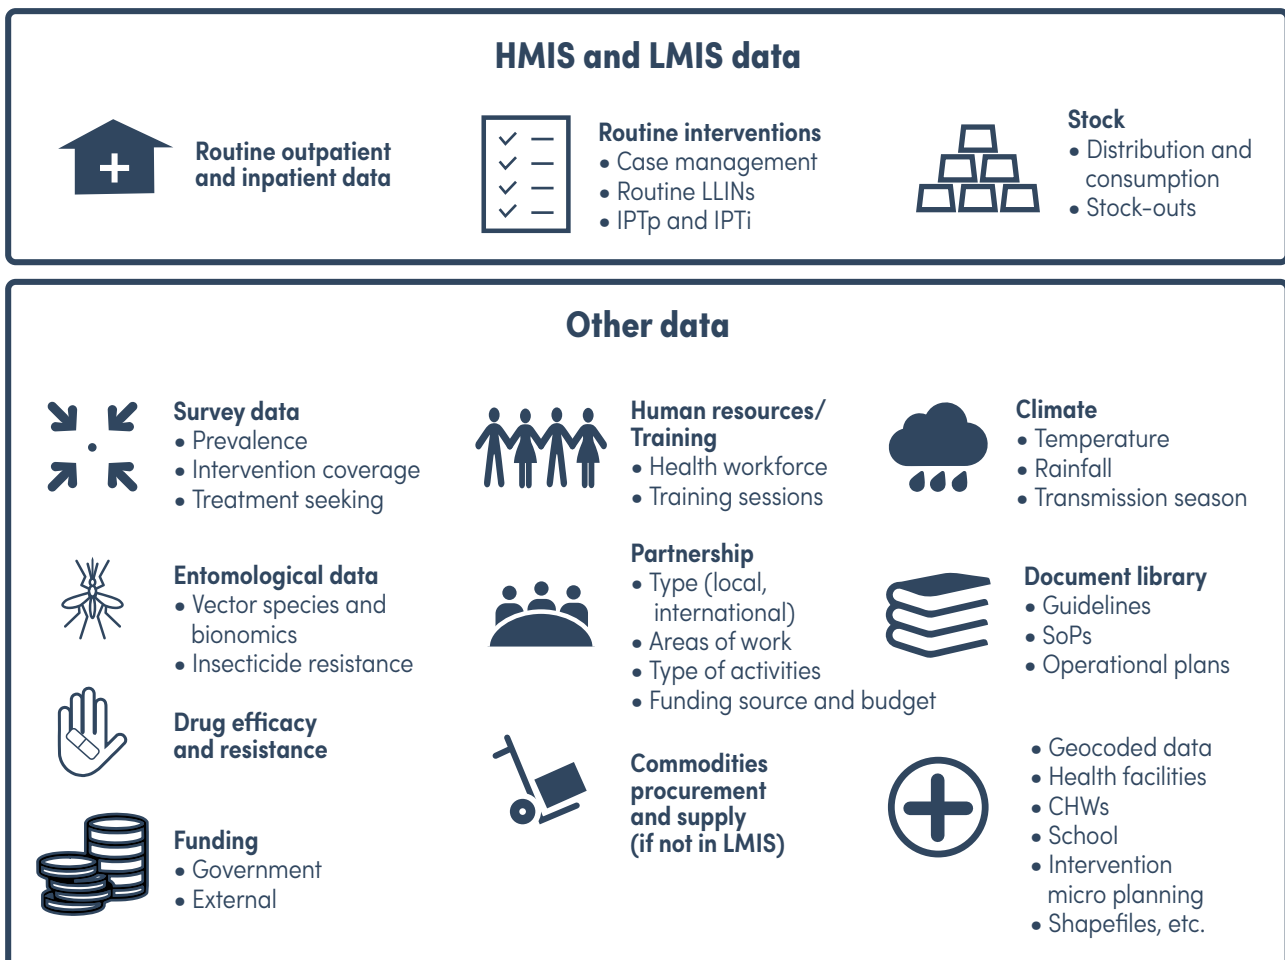 HMIS and LMIS data
Routine outpatient
and inpatient data
Routine interventions
• Case management
• Routine LLINs
• IPTp and IPTi
Stock
• Distribution and
consumption
• Stock-outs
Other data
Survey data
• Prevalence
• Intervention coverage
• Treatment seeking
Human resources/
Training
• Health workforce
• Training sessions
Climate
• Temperature
• Rainfall
• Transmission season
Entomological data
• Vector species and
bionomics
• Insecticide resistance
Partnership
• Type (local,
international)
• Areas of work
• Type of activities
• Funding source and budget
Document library
• Guidelines
• SoPs
• Operational plans
Drug efficacy
and resistance
Commodities
procurement
and supply
(if not in LMIS)
• Geocoded data
• Health facilities
• CHWs
• School
• Intervention
micro planning
• Shapefiles, etc.
Funding
• Government
• External